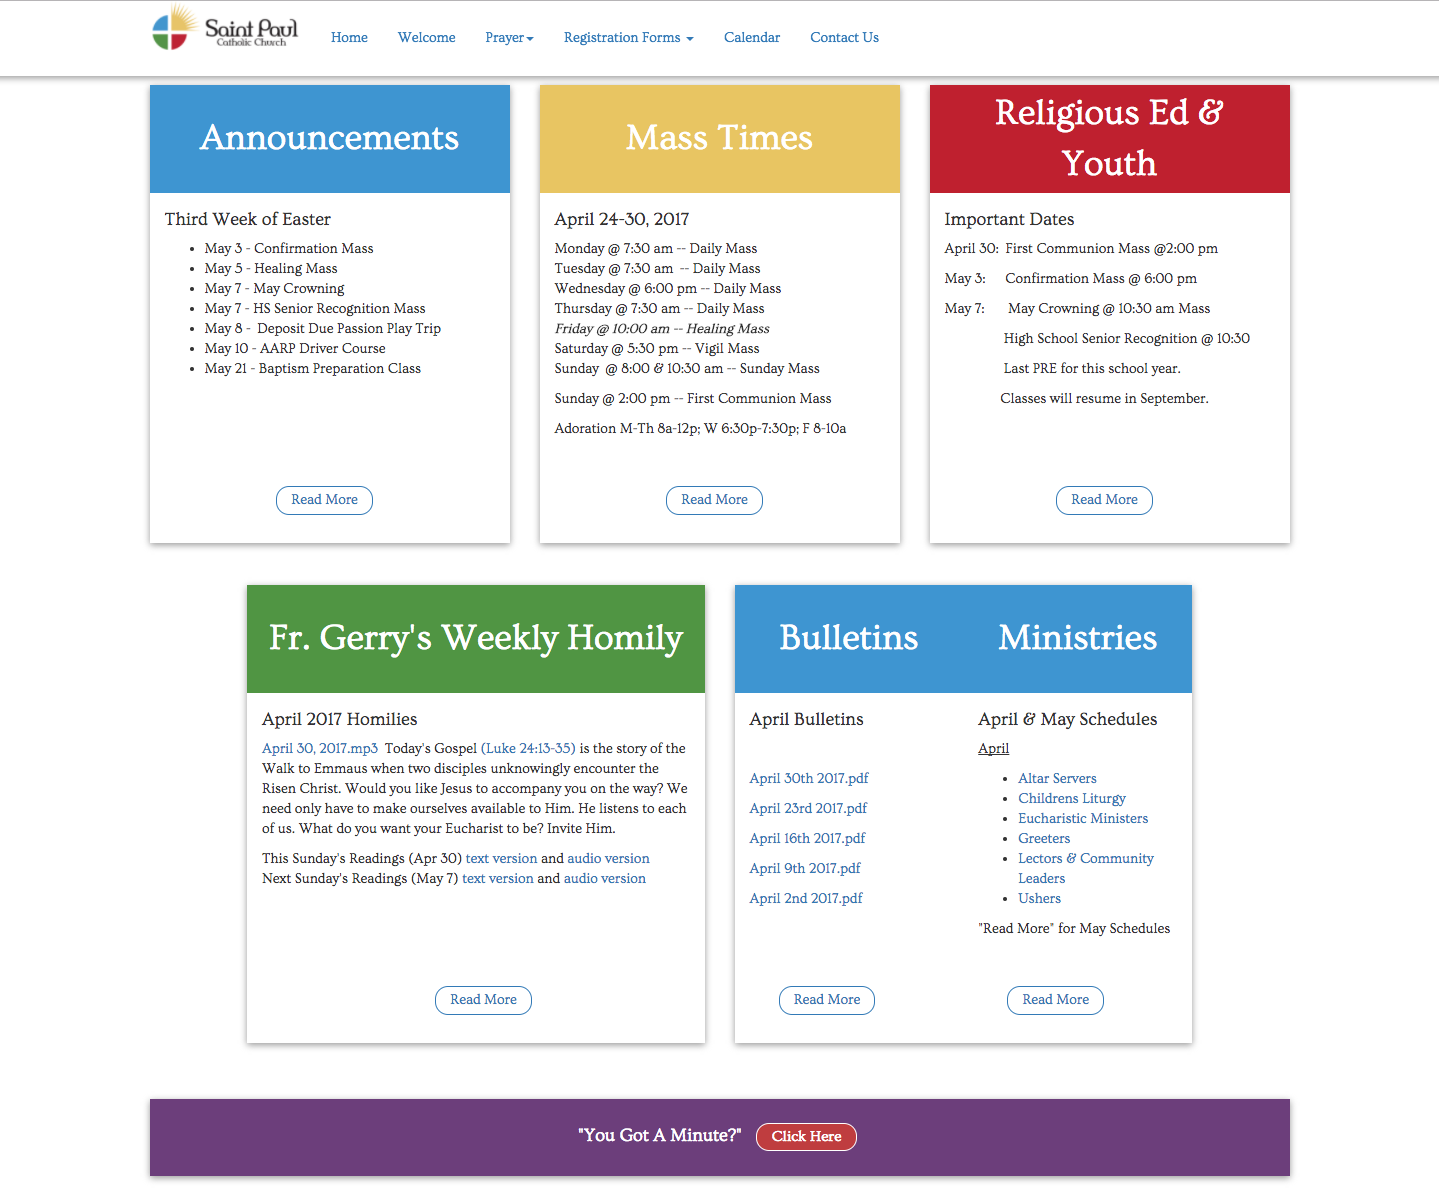 Saint Paul
Catholic Church
Home Welcome Prayer Registration Forms Calendar Contact Us
Announcements
Third Week of Easter
May 3 - Confirmation Mass
May 5 - Healing Mass
May 7 - May Crowning
May 7 - HS Senior Recognition Mass
May 8 - Deposit Due Passion Play Trip
May 10 - AARP Driver Course
May 21 - Baptism Preparation Class
Read More
Mass Times
April 24-30, 2017
Monday @ 7:30 am -- Daily Mass
Tuesday @ 7:30 am -- Daily Mass
Wednesday @ 6:00 pm -- Daily Mass
Thursday @ 7:30 am -- Daily Mass
Friday @ 10:00 am -- Healing Mass
Saturday @ 5:30 pm -- Vigil Mass
Sunday @ 8:00 & 10:30 am -- Sunday Mass
Sunday @ 2:00 pm -- First Communion Mass
Adoration M-Th 8a-12p; W 6:30p-7:30p; F 8-10a
Read More
Religious Ed &
Youth
Important Dates
April 30: First Communion Mass @2:00 pm
May 3: Confirmation Mass @ 6:00 pm
May 7: May Crowning @ 10:30 am Mass
High School Senior Recognition @ 10:30
Last PRE for this school year.
Classes will resume in September.
Read More
Fr. Gerry's Weekly Homily
April 2017 Homilies
April 30, 2017.mp3 Today's Gospel (Luke 24:13-35) is the story of the
Walk to Emmaus when two disciples unknowingly encounter the
Risen Christ. Would you like Jesus to accompany you on the way? We
need only have to make ourselves available to Him. He listens to each
of us. What do you want your Eucharist to be? Invite Him.
This Sunday's Readings (Apr 30) text version and audio version
Next Sunday's Readings (May 7) text version and audio version
Read More
Bulletins
April Bulletins
April 30th 2017.pdf
April 23rd 2017.pdf
April 16th 2017.pdf
April 9th 2017.pdf
April 2nd 2017.pdf
Read More
Ministries
April & May Schedules
April
Altar Servers
Childrens Liturgy
Eucharistic Ministers
Greeters
Lectors & Community
Leaders
Ushers
"Read More" for May Schedules
Read More
"You Got A Minute?" Click Here